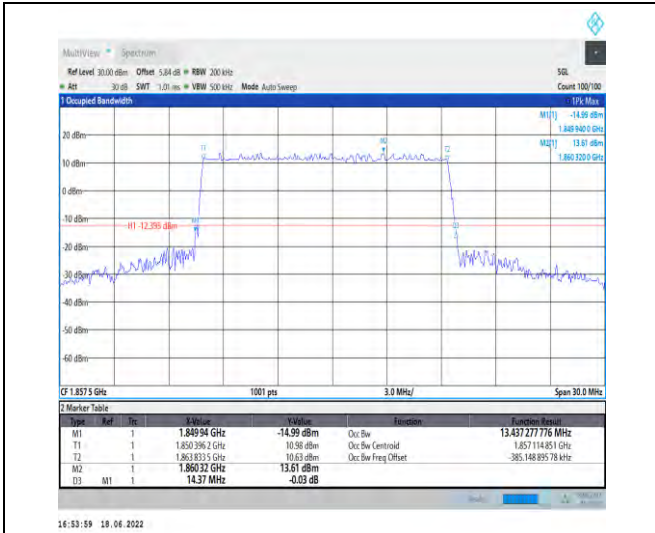 MultiView Spectrum
Ref Level 30.00 dBm Offset 5.84 dB RBW 200 kHz SGL
Att 30 dB SWT 1.01 ms VBW 500 kHz Mode Auto Sweep Count 100/100
1 Occupied Bandwidth 1Pk Max
M1[1] -14.99 dBm
1.849 940 0 GHz
20 dBm M2[1] 13.61 dBm
T1 M2 T2 1.860 320 0 GHz
10 dBm
0 dBm
-10 dBm
H1 -12.395 dBm M1 D3
-20 dBm
-30 dBm
-40 dBm
-50 dBm
-60 dBm
CF 1.857 5 GHz 1001 pts 3.0 MHz/ Span 30.0 MHz
2 Marker Table
Type Ref Trc X-Value Y-Value Function Function Result
M1 1 1.849 94 GHz -14.99 dBm Occ Bw 13.437 277 776 MHz
T1 1 1.850 396 2 GHz 10.98 dBm Occ Bw Centroid 1.857 114 851 GHz
T2 1 1.863 833 5 GHz 10.63 dBm Occ Bw Freq Offset -385.148 895 78 kHz
M2 1 1.860 32 GHz 13.61 dBm
D3 M1 1 14.37 MHz -0.03 dB
16:53:59 18.06.2022